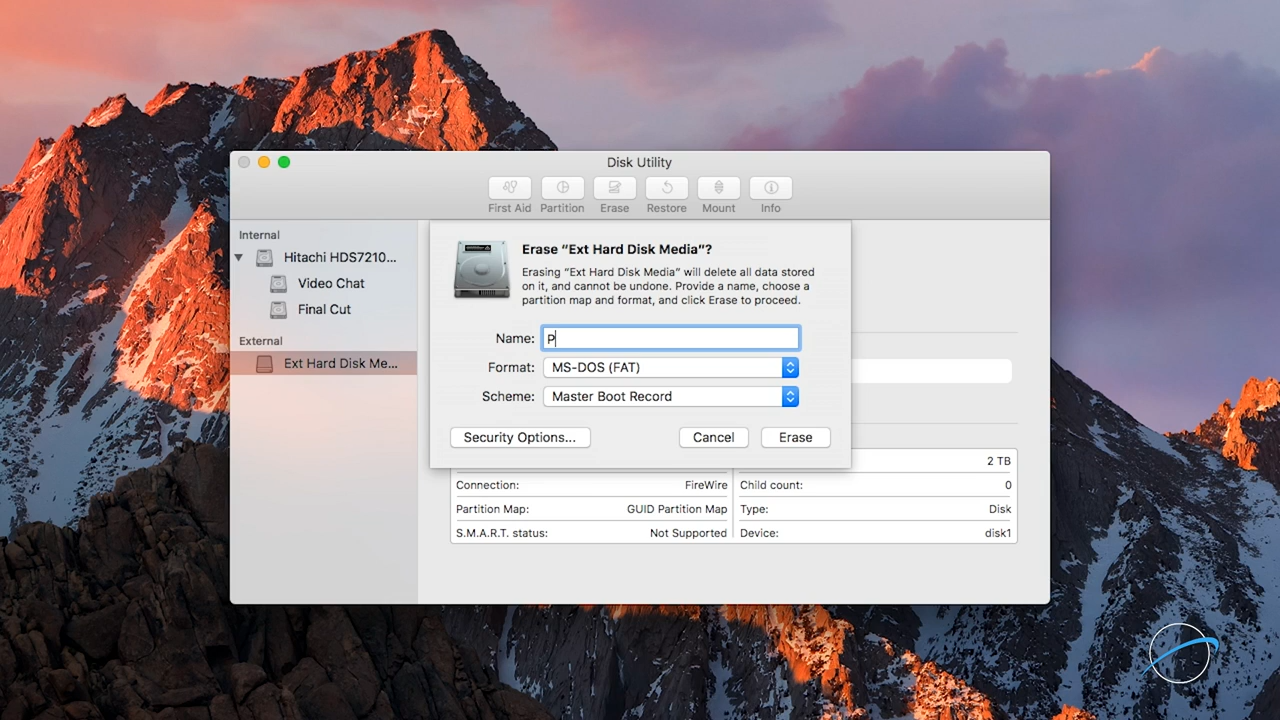 Disk Utility
First Aid
Partition
Erase
Restore
Mount
Info
Internal
Hitachi HDS7210...
Video Chat
Final Cut
External
Ext Hard Disk Me...
Erase “Ext Hard Disk Media”?
Erasing “Ext Hard Disk Media” will delete all data stored
on it, and cannot be undone. Provide a name, choose a
partition map and format, and click Erase to proceed.
Name: P
Format: MS-DOS (FAT)
Scheme: Master Boot Record
Security Options...
Cancel
Erase
2 TB
Connection: FireWire
Child count: 0
Partition Map: GUID Partition Map
Type: Disk
S.M.A.R.T. status: Not Supported
Device: disk1